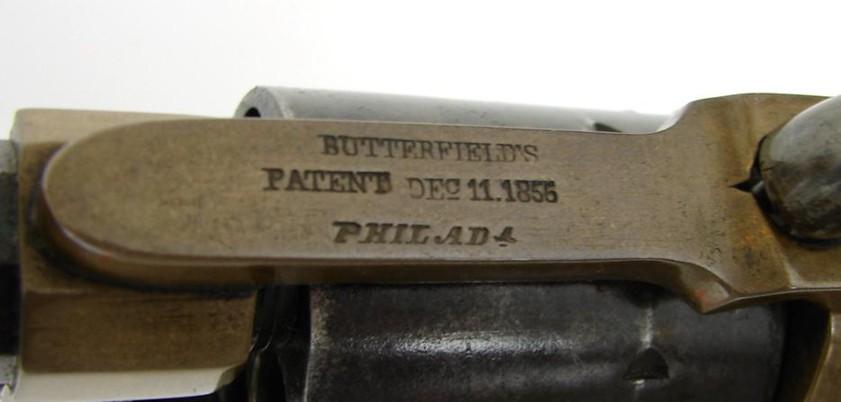 BUTTERFIELD'S
PATENT DEC 11.1855
PHILADA